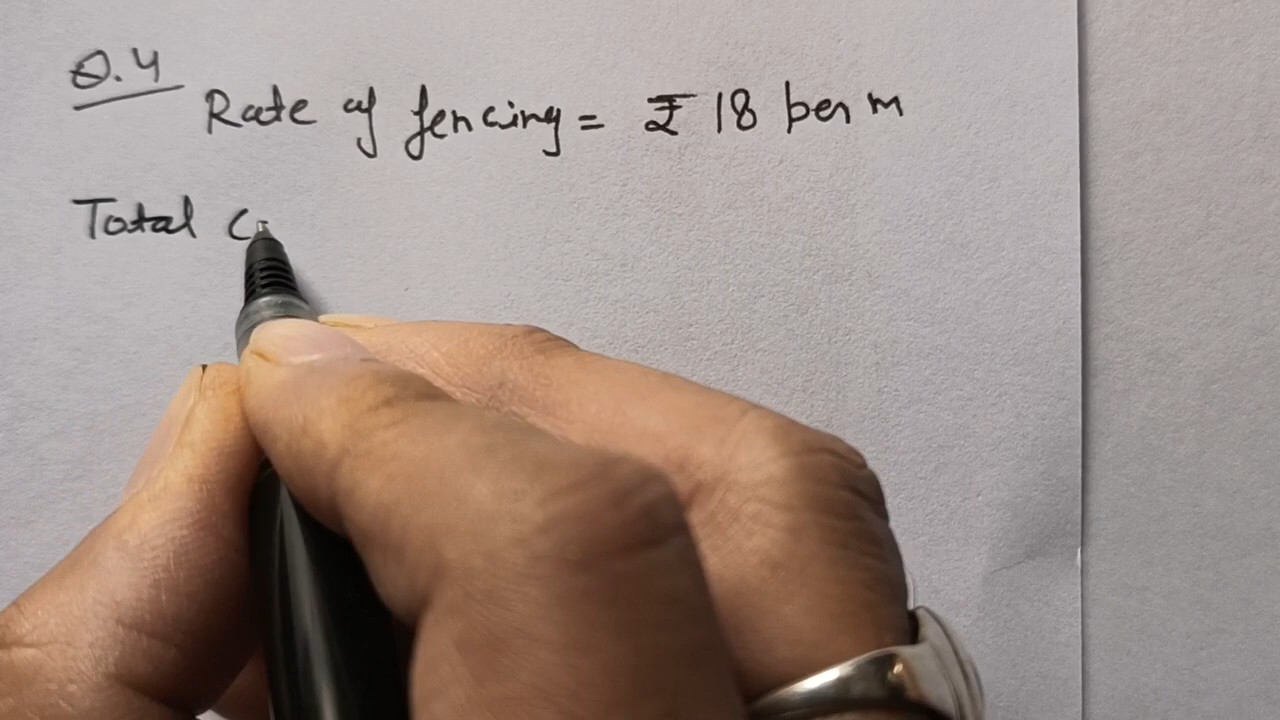 Q.4
Rate of fencing = ₹ 18 per m
Total C